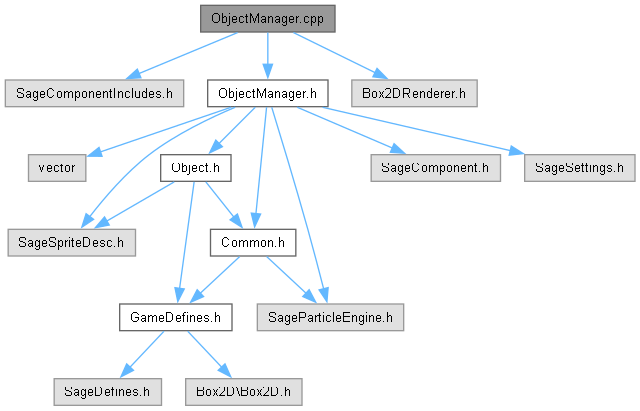 ObjectManager.cpp
SageComponentIncludes.h
ObjectManager.h
Box2DRenderer.h
vector
Object.h
SageComponent.h
SageSettings.h
SageSpriteDesc.h
Common.h
GameDefines.h
SageParticleEngine.h
SageDefines.h
Box2D\Box2D.h